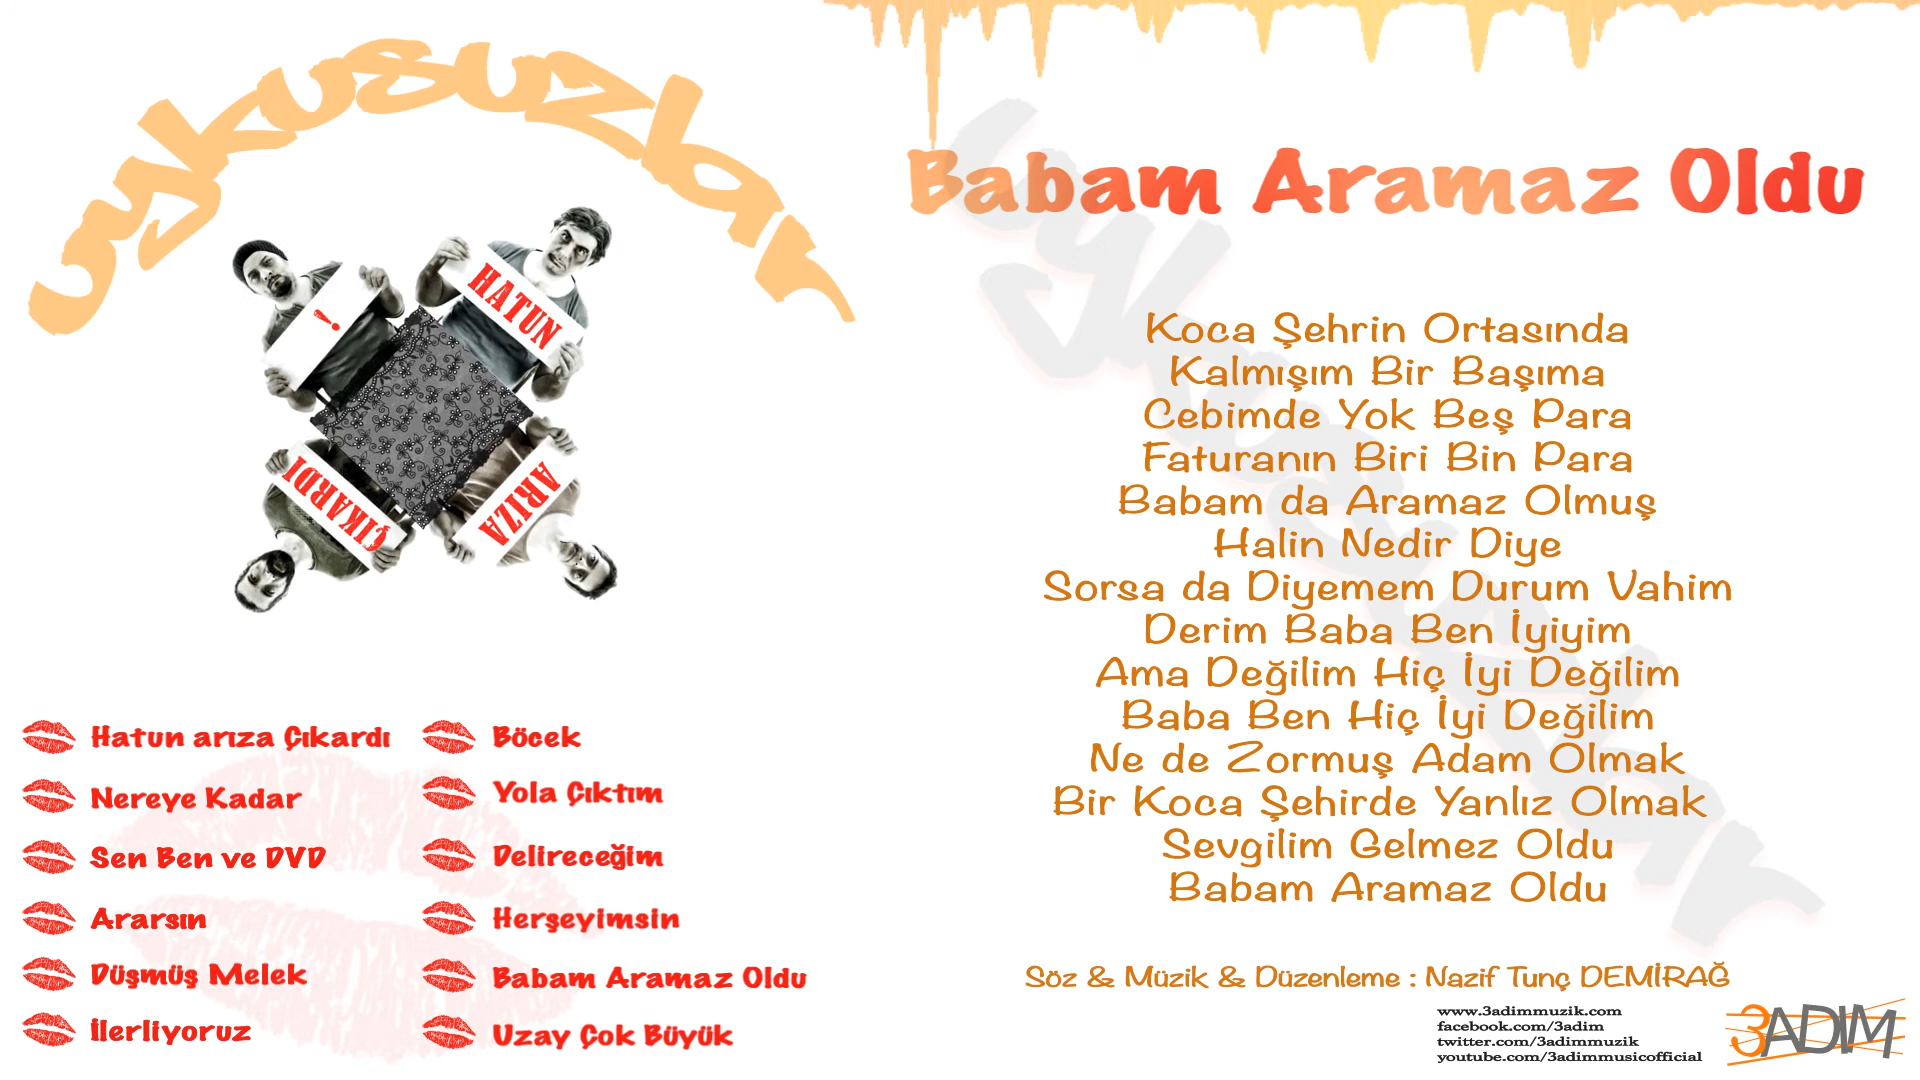 uykusuzlar
!
HATUN
ÇIKARDI
ARIZA
Hatun arıza Çıkardı
Nereye Kadar
Sen Ben ve DVD
Ararsın
Düşmüş Melek
İlerliyoruz
Böcek
Yola Çıktım
Delireceğim
Herşeyimsin
Babam Aramaz Oldu
Uzay Çok Büyük
Babam Aramaz Oldu
uykusuzlar
Koca Şehrin Ortasında
Kalmışım Bir Başıma
Cebimde Yok Beş Para
Faturanın Biri Bin Para
Babam da Aramaz Olmuş
Halin Nedir Diye
Sorsa da Diyemem Durum Vahim
Derim Baba Ben İyiyim
Ama Değilim Hiç İyi Değilim
Baba Ben Hiç İyi Değilim
Ne de Zormuş Adam Olmak
Bir Koca Şehirde Yanlız Olmak
Sevgilim Gelmez Oldu
Babam Aramaz Oldu
Söz & Müzik & Düzenleme : Nazif Tunç DEMİRAĞ
www.3adimmuzik.com
facebook.com/3adim
twitter.com/3adimmuzik
youtube.com/3adimmusicofficial
3ADIM